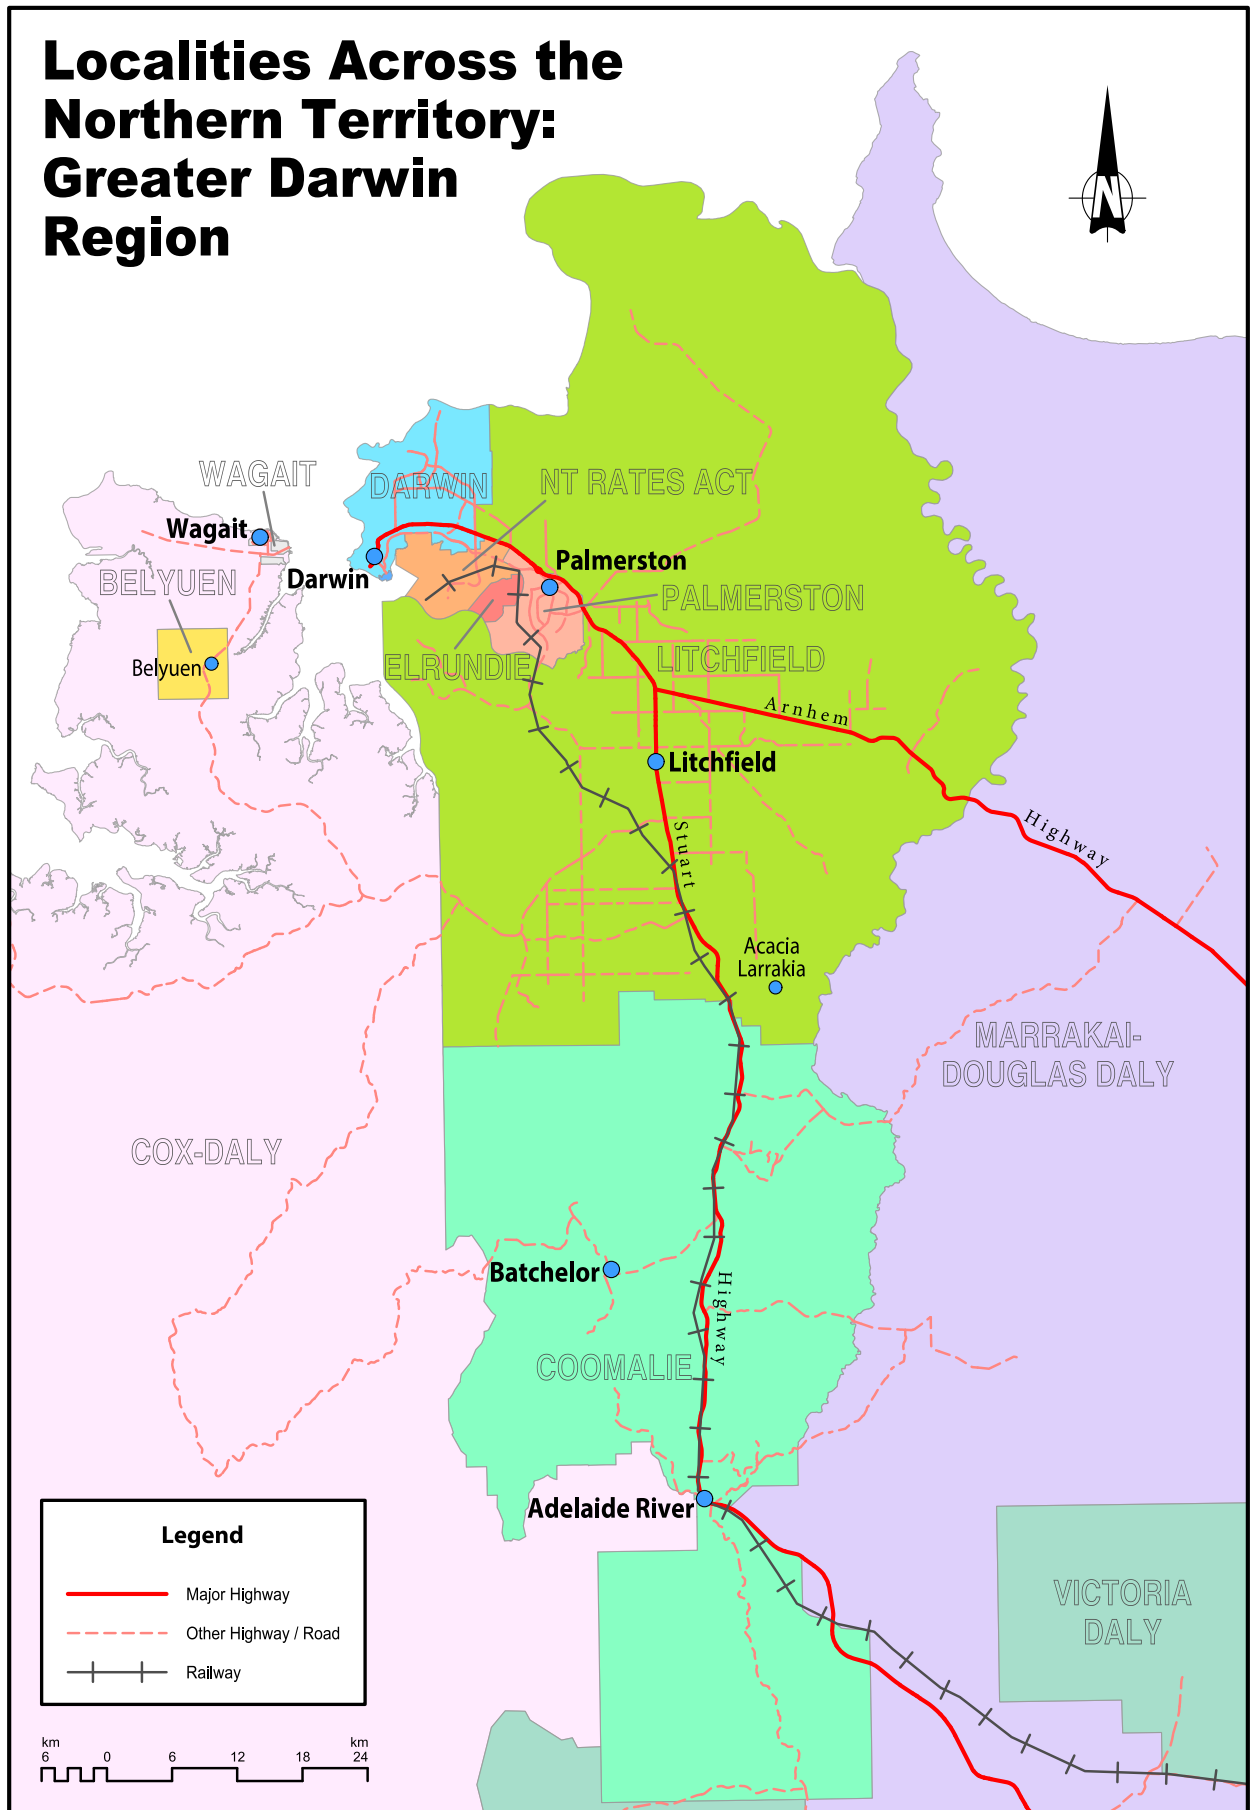 Localities Across the
Northern Territory:
Greater Darwin
Region
N
WAGAIT
DARWIN
NT RATES ACT
Wagait
Darwin
Palmerston
BELYUEN
PALMERSTON
Belyuen
ELRUNDIE
LITCHFIELD
Arnhem
Litchfield
Highway
Stuart
Acacia
Larrakia
MARRAKAI-
DOUGLAS DALY
COX-DALY
Batchelor
Highway
COOMALIE
Adelaide River
VICTORIA
DALY
Legend
Major Highway
Other Highway / Road
Railway
km km
6 0 6 12 18 24